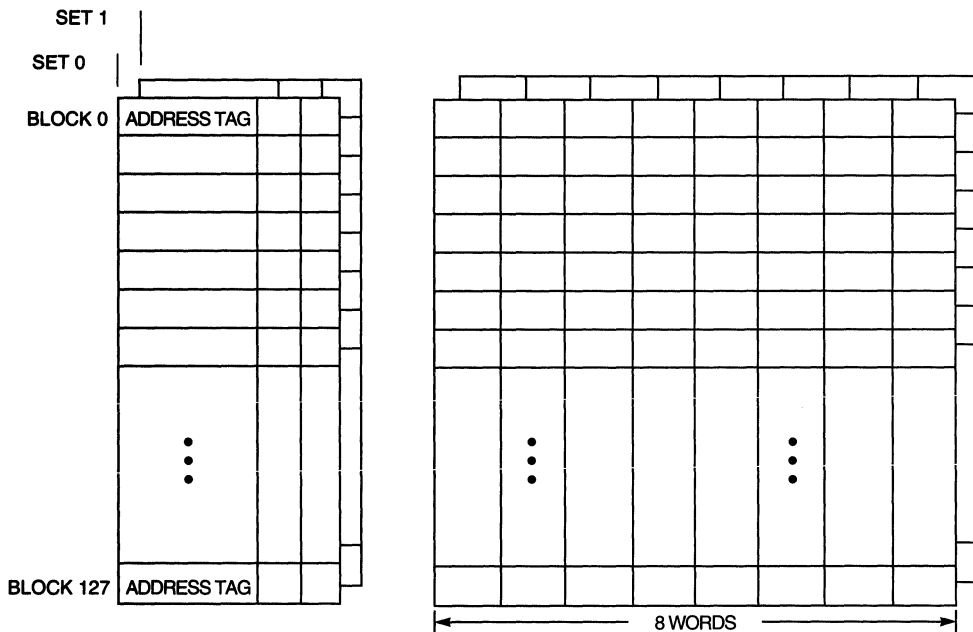 SET 1
SET 0
BLOCK 0 ADDRESS TAG
BLOCK 127 ADDRESS TAG
8 WORDS